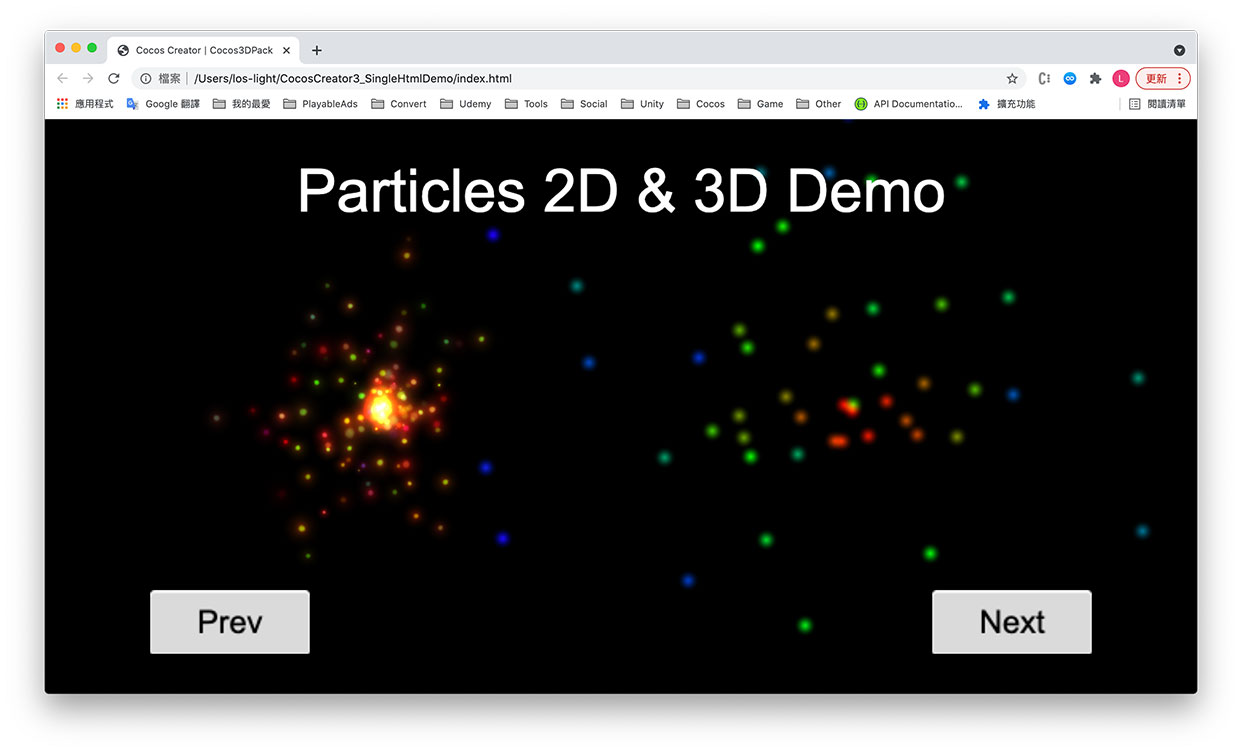 Cocos Creator | Cocos3DPack
檔案 /Users/los-light/CocosCreator3_SingleHtmlDemo/index.html L 更新
應用程式 Google 翻譯 我的最愛 PlayableAds Convert Udemy Tools Social Unity Cocos Game Other API Documentatio... 擴充功能 閱讀清單
Particles 2D & 3D Demo
Prev Next